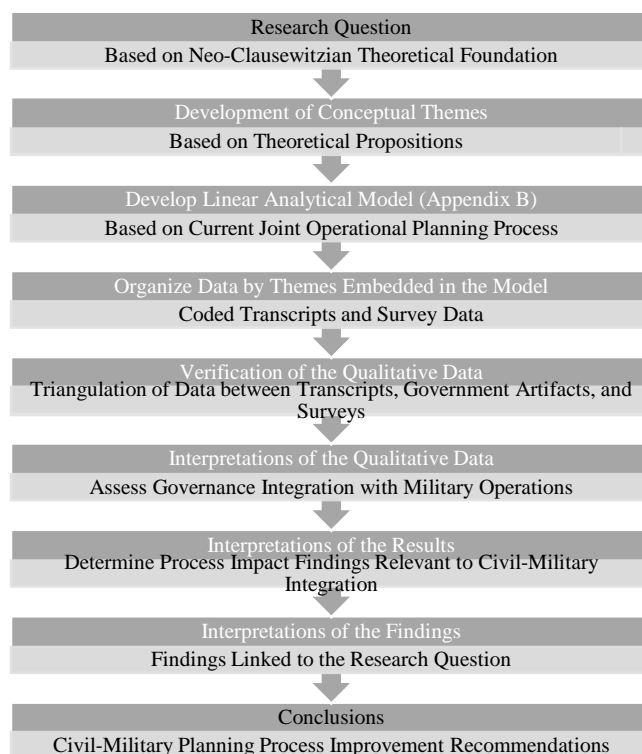 Research Question
Based on Neo-Clausewitzian Theoretical Foundation
Development of Conceptual Themes
Based on Theoretical Propositions
Develop Linear Analytical Model (Appendix B)
Based on Current Joint Operational Planning Process
Organize Data by Themes Embedded in the Model
Coded Transcripts and Survey Data
Verification of the Qualitative Data
Triangulation of Data between Transcripts, Government Artifacts, and
Surveys
Interpretations of the Qualitative Data
Assess Governance Integration with Military Operations
Interpretations of the Results
Determine Process Impact Findings Relevant to Civil-Military
Integration
Interpretations of the Findings
Findings Linked to the Research Question
Conclusions
Civil-Military Planning Process Improvement Recommendations